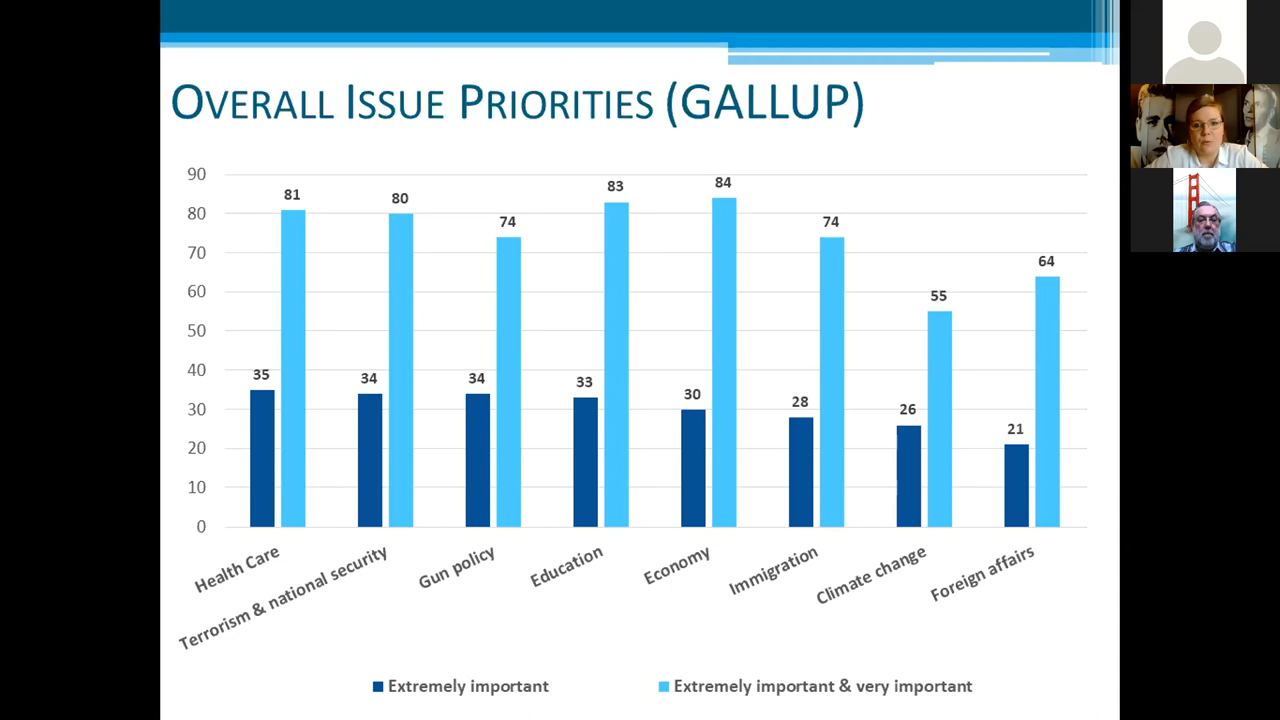 OVERALL ISSUE PRIORITIES (GALLUP)
90
80
70
60
50
40
30
20
10
0
81
80
74
83
84
74
55
64
35
34
34
33
30
28
26
21
Health Care
Terrorism & national security
Gun policy
Education
Economy
Immigration
Climate change
Foreign affairs
Extremely important
Extremely important & very important